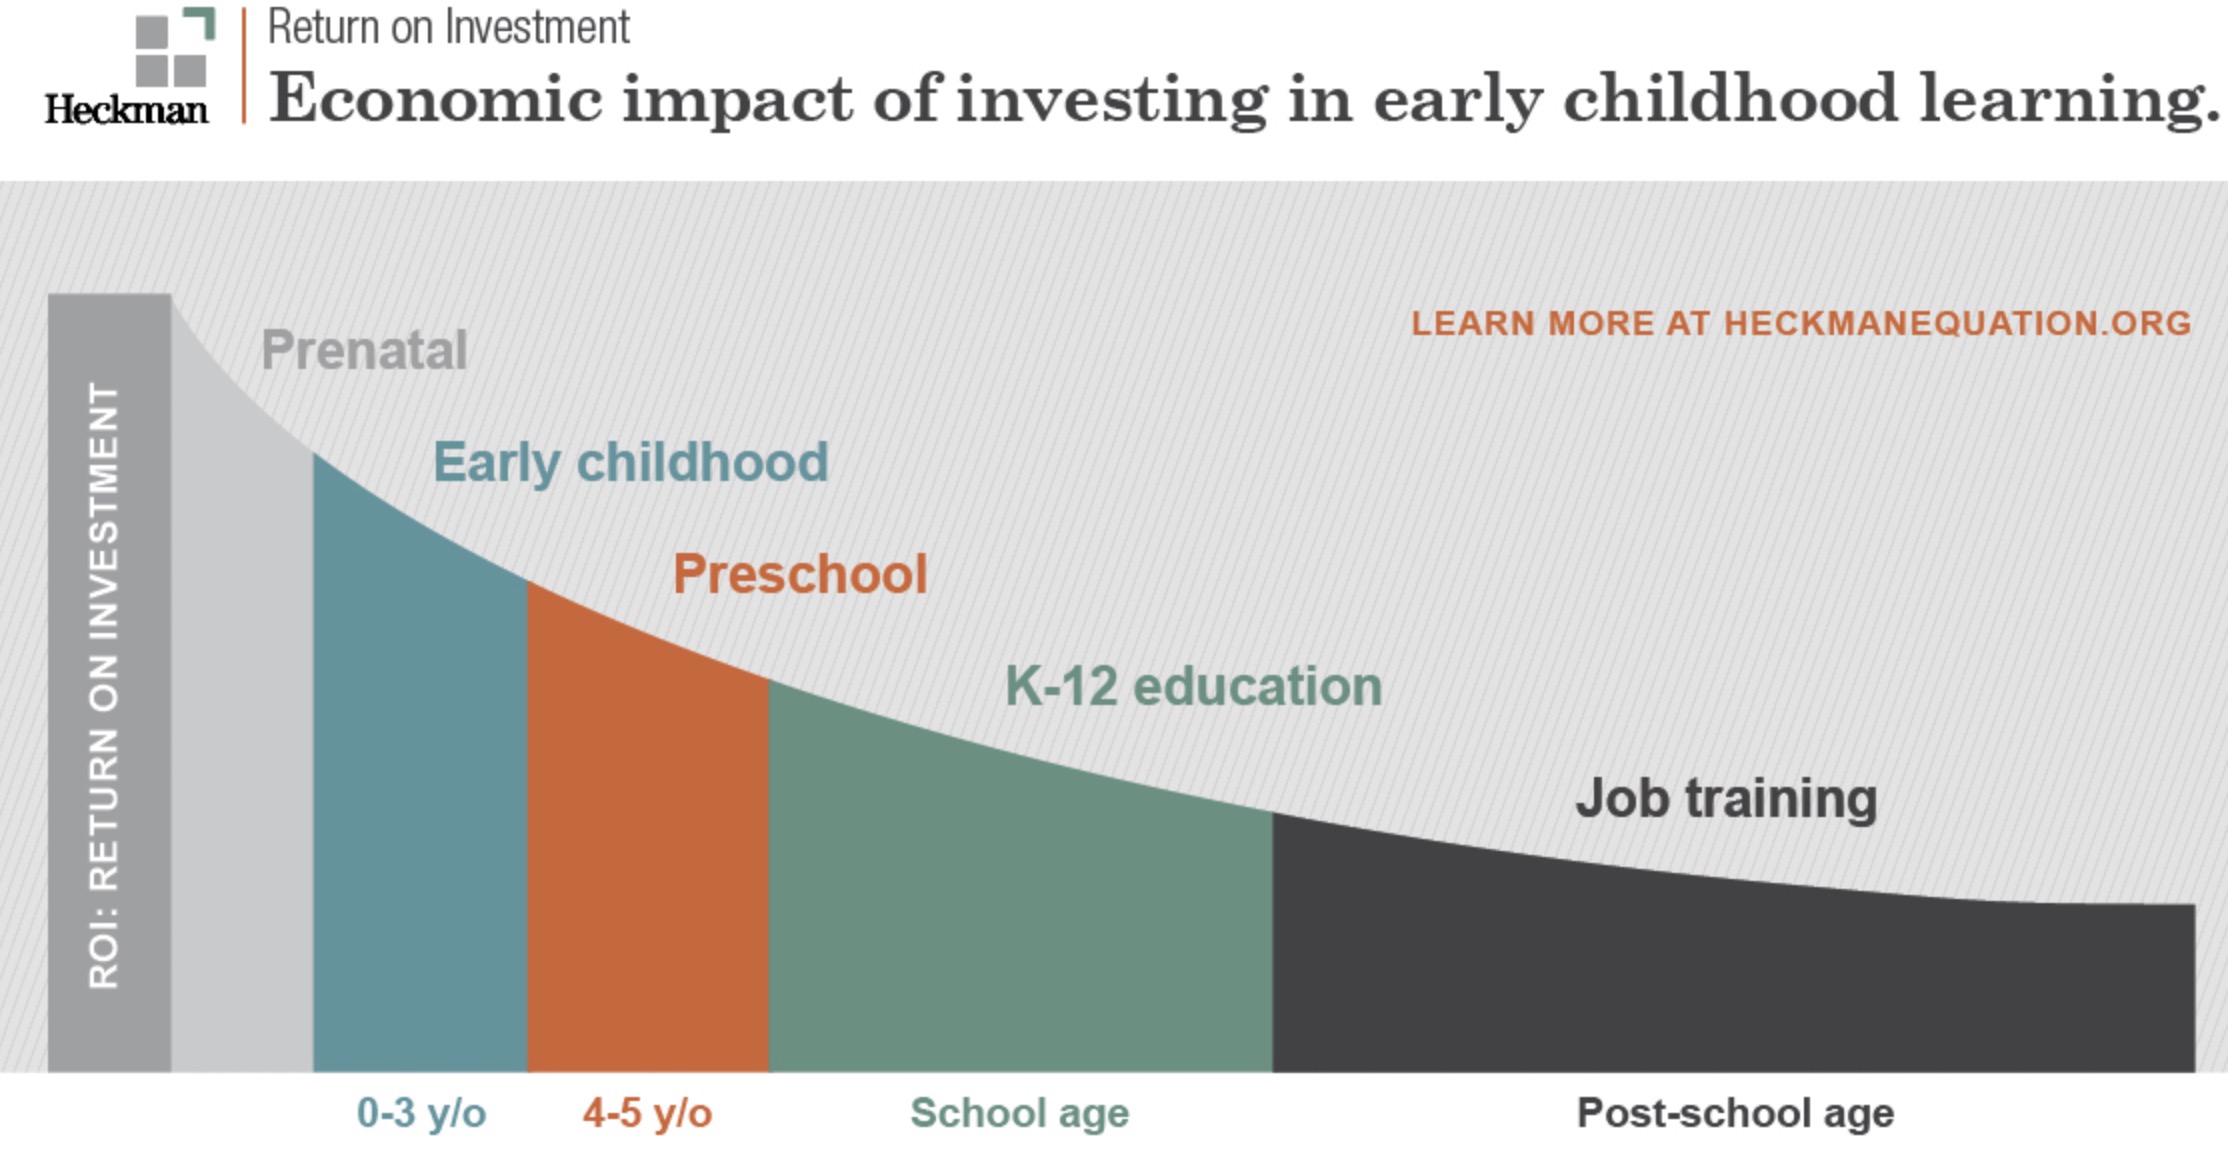 Heckman
Return on Investment
Economic impact of investing in early childhood learning.
LEARN MORE AT HECKMANEQUATION.ORG
ROI: RETURN ON INVESTMENT
Prenatal
Early childhood
Preschool
K-12 education
Job training
0-3 y/o
4-5 y/o
School age
Post-school age